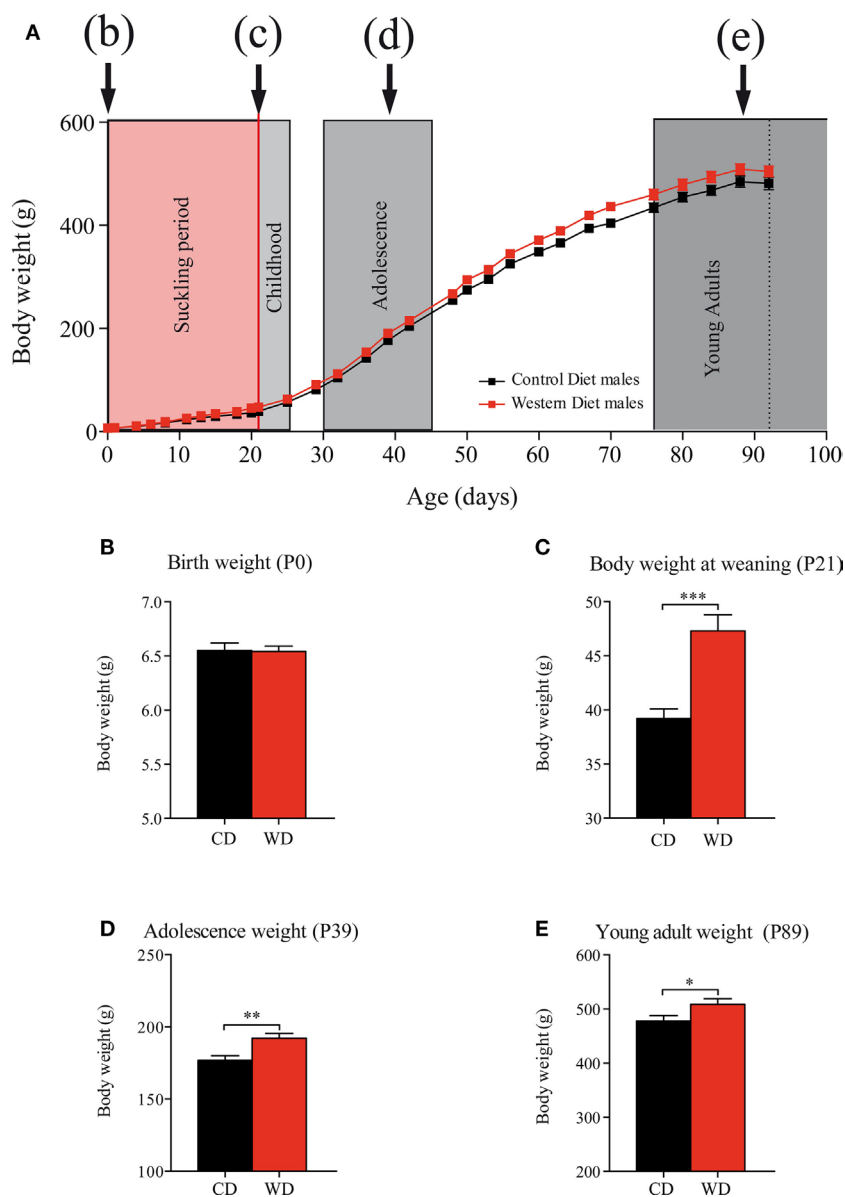 A
(b)
(c)
(d)
(e)
600
400
200
0
Body weight (g)
Suckling period
Childhood
Adolescence
Young Adults
Control Diet males
Western Diet males
0 10 20 30 40 50 60 70 80 90 100
Age (days)
B
Birth weight (P0)
7.0
6.5
6.0
5.5
5.0
Body weight (g)
CD WD
C
Body weight at weaning (P21)
50
45
40
35
30
Body weight (g)
***
CD WD
D
Adolescence weight (P39)
250
200
150
100
Body weight (g)
**
CD WD
E
Young adult weight (P89)
600
500
400
300
200
Body weight (g)
*
CD WD